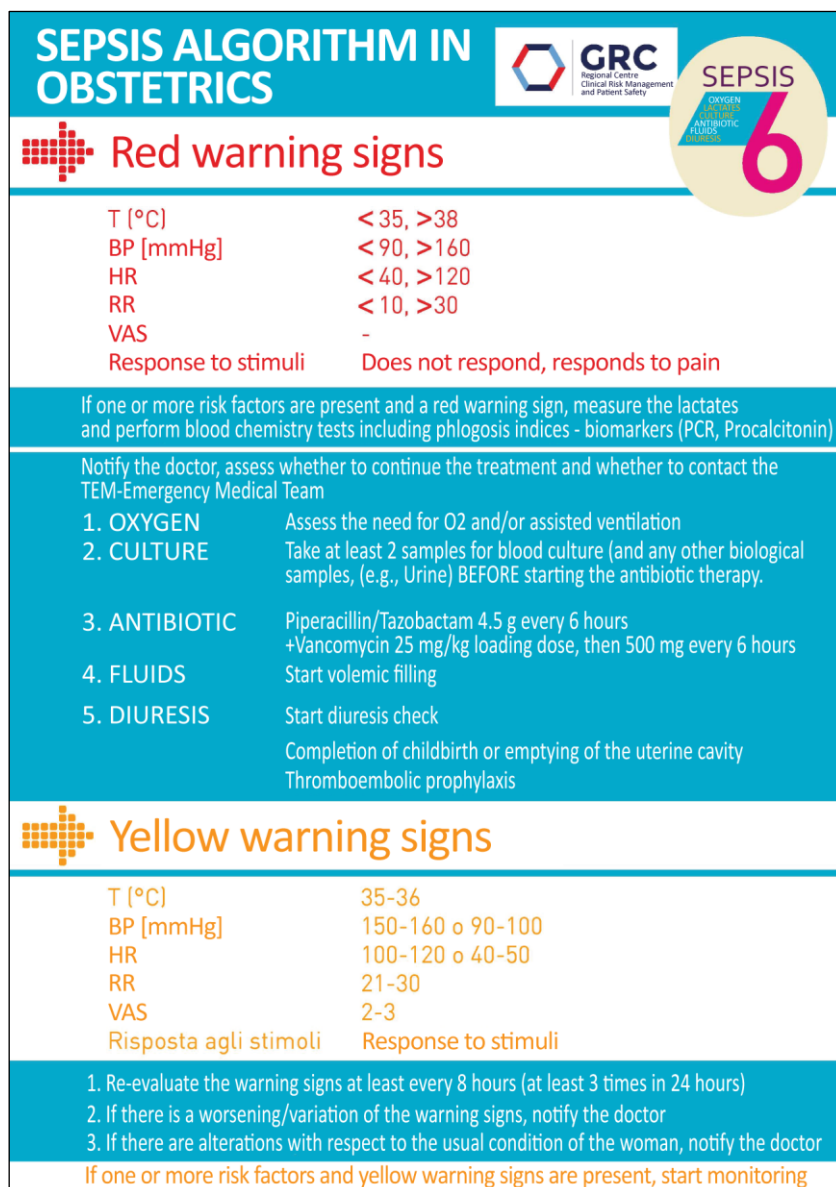 SEPSIS ALGORITHM IN
OBSTETRICS
GRC
Regional Centre
Clinical Risk Management
and Patient Safety
SEPSIS
6
OXYGEN
LACTATES
CULTURE
ANTIBIOTIC
FLUIDS
DIURESIS
Red warning signs
T (°C) < 35, >38
BP [mmHg] < 90, >160
HR < 40, >120
RR < 10, >30
VAS -
Response to stimuli Does not respond, responds to pain
If one or more risk factors are present and a red warning sign, measure the lactates
and perform blood chemistry tests including phlogosis indices - biomarkers (PCR, Procalcitonin)
Notify the doctor, assess whether to continue the treatment and whether to contact the
TEM-Emergency Medical Team
1. OXYGEN Assess the need for O2 and/or assisted ventilation
2. CULTURE Take at least 2 samples for blood culture (and any other biological
samples, (e.g., Urine) BEFORE starting the antibiotic therapy.
3. ANTIBIOTIC Piperacillin/Tazobactam 4.5 g every 6 hours
+Vancomycin 25 mg/kg loading dose, then 500 mg every 6 hours
4. FLUIDS Start volemic filling
5. DIURESIS Start diuresis check
Completion of childbirth or emptying of the uterine cavity
Thromboembolic prophylaxis
Yellow warning signs
T (°C) 35-36
BP [mmHg] 150-160 o 90-100
HR 100-120 o 40-50
RR 21-30
VAS 2-3
Risposta agli stimoli Response to stimuli
1. Re-evaluate the warning signs at least every 8 hours (at least 3 times in 24 hours)
2. If there is a worsening/variation of the warning signs, notify the doctor
3. If there are alterations with respect to the usual condition of the woman, notify the doctor
If one or more risk factors and yellow warning signs are present, start monitoring